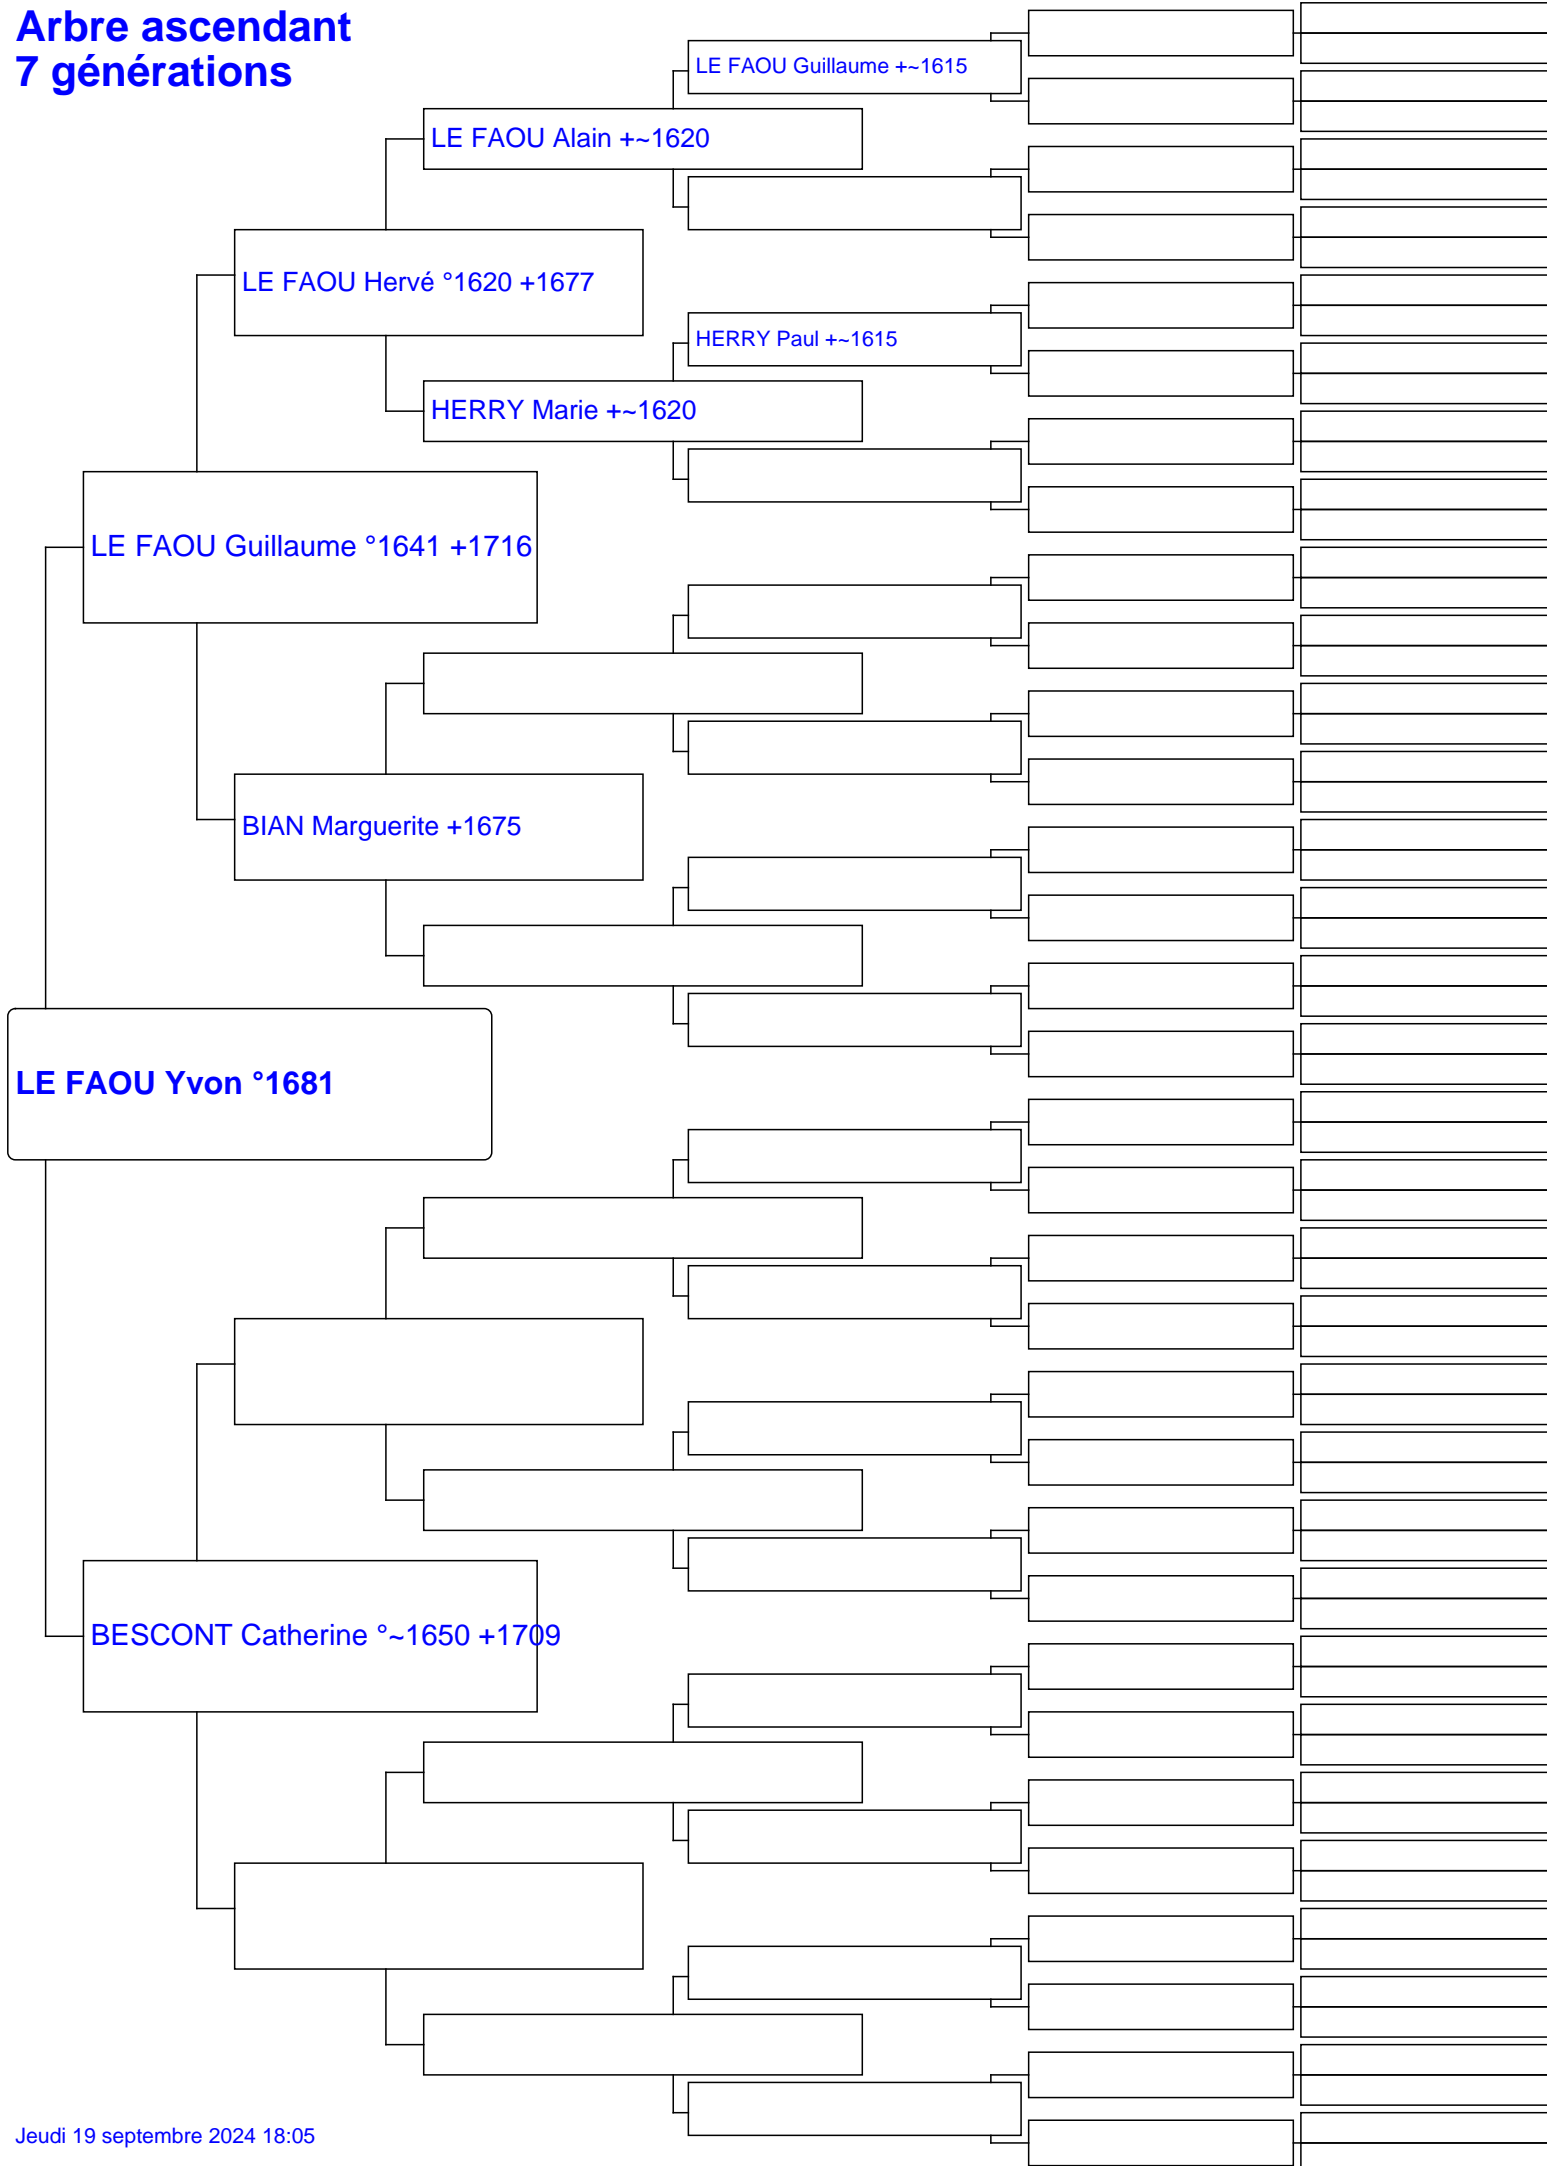 Arbre ascendant
7 générations
LE FAOU Guillaume +~1615
LE FAOU Alain +~1620
LE FAOU Hervé °1620 +1677
HERRY Paul +~1615
HERRY Marie +~1620
LE FAOU Guillaume °1641 +1716
BIAN Marguerite +1675
LE FAOU Yvon °1681
BESCONT Catherine °~1650 +1709
Jeudi 19 septembre 2024 18:05